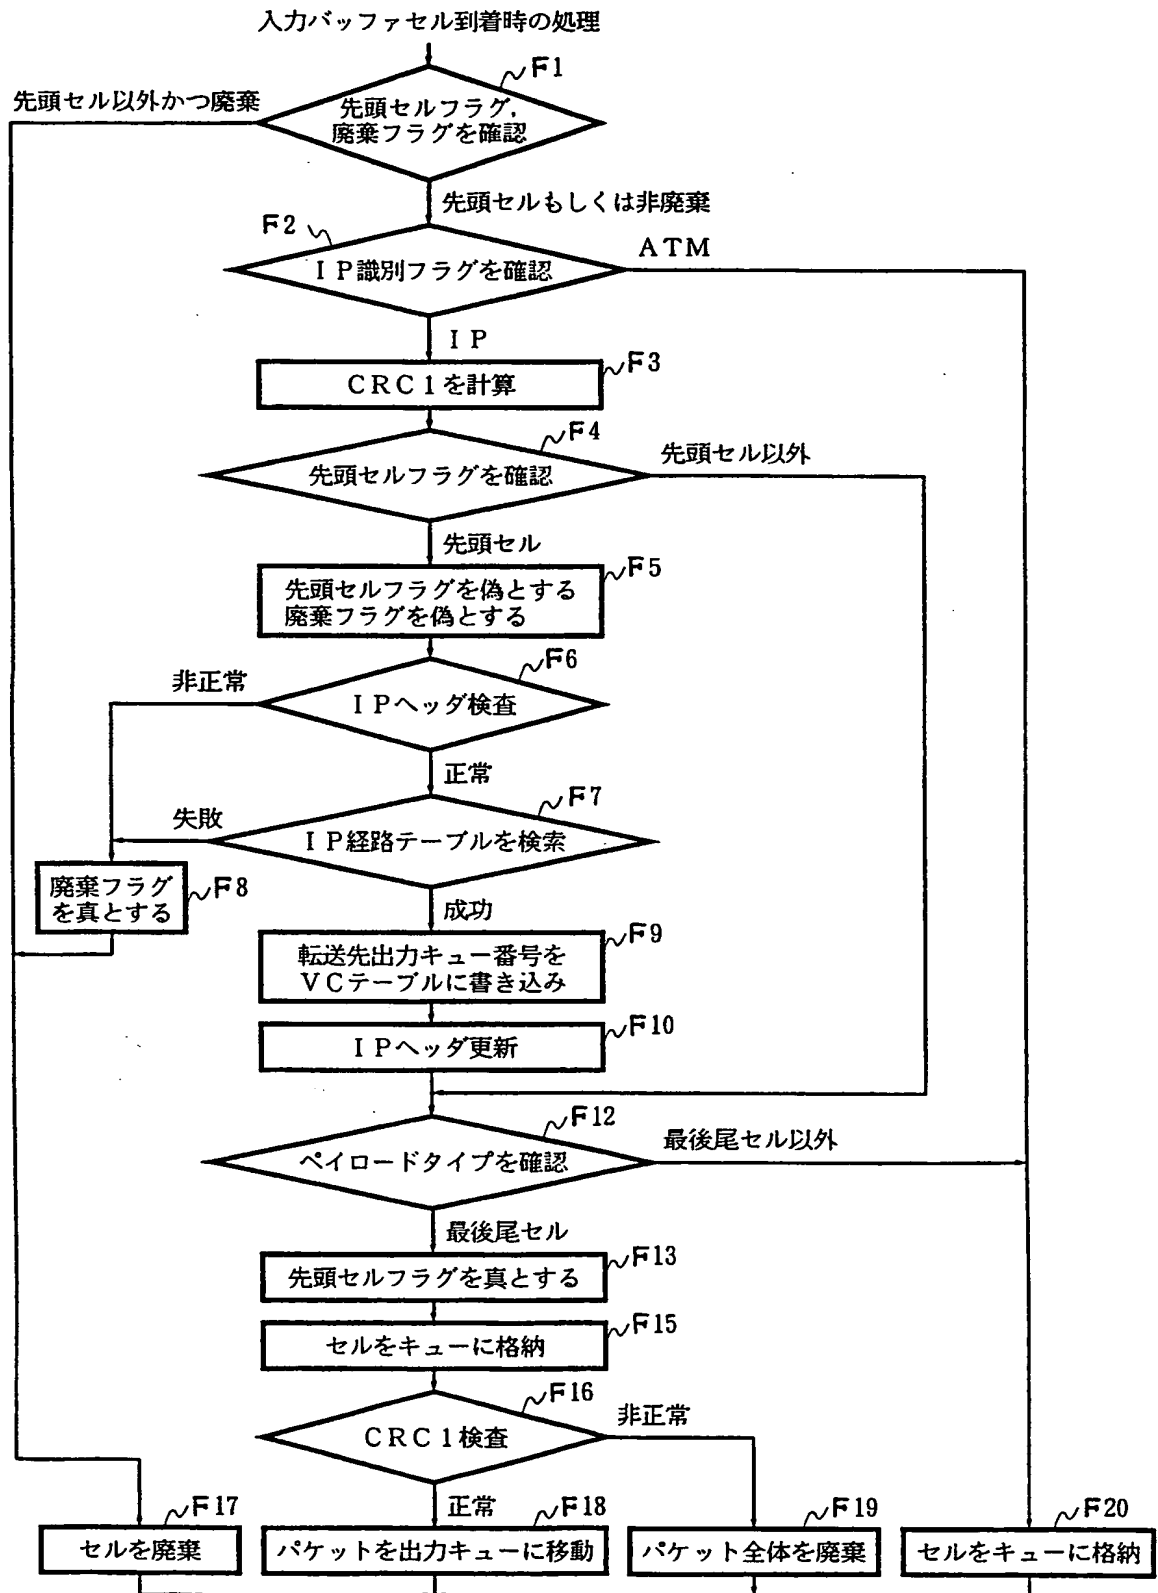 入力バッファセル到着時の処理
F1
先頭セル以外かつ廃棄
先頭セルフラグ,
廃棄フラグを確認
先頭セルもしくは非廃棄
F2
ATM
IP識別フラグを確認
IP
F3
CRC1を計算
F4
先頭セル以外
先頭セルフラグを確認
先頭セル
F5
先頭セルフラグを偽とする
廃棄フラグを偽とする
F6
非正常
IPヘッダ検査
正常
F7
失敗
IP経路テーブルを検索
F8
廃棄フラグ
を真とする
成功
F9
転送先出力キュー番号を
VCテーブルに書き込み
F10
IPヘッダ更新
F12
最後尾セル以外
ペイロードタイプを確認
最後尾セル
F13
先頭セルフラグを真とする
F15
セルをキューに格納
F16
非正常
CRC1検査
正常
F17
F18
F19
F20
セルを廃棄
パケットを出力キューに移動
パケット全体を廃棄
セルをキューに格納